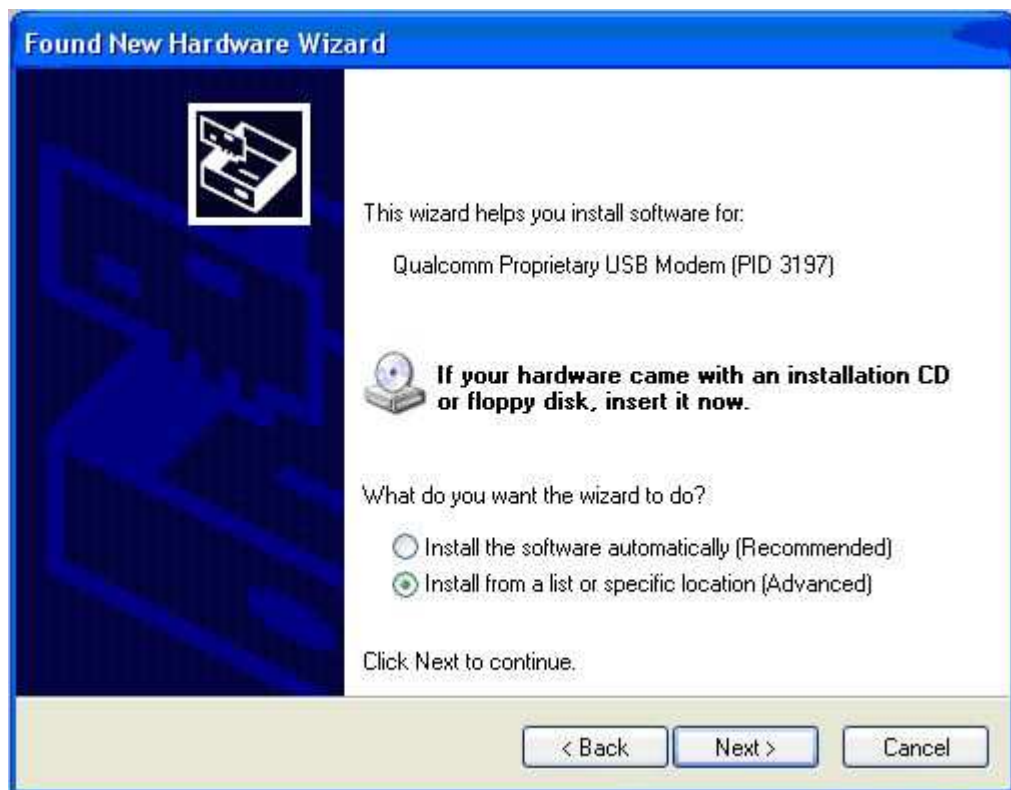 Found New Hardware Wizard
This wizard helps you install software for:
Qualcomm Proprietary USB Modem (PID 3197)
If your hardware came with an installation CD
or floppy disk, insert it now.
What do you want the wizard to do?
Install the software automatically (Recommended)
Install from a list or specific location (Advanced)
Click Next to continue.
< Back Next > Cancel